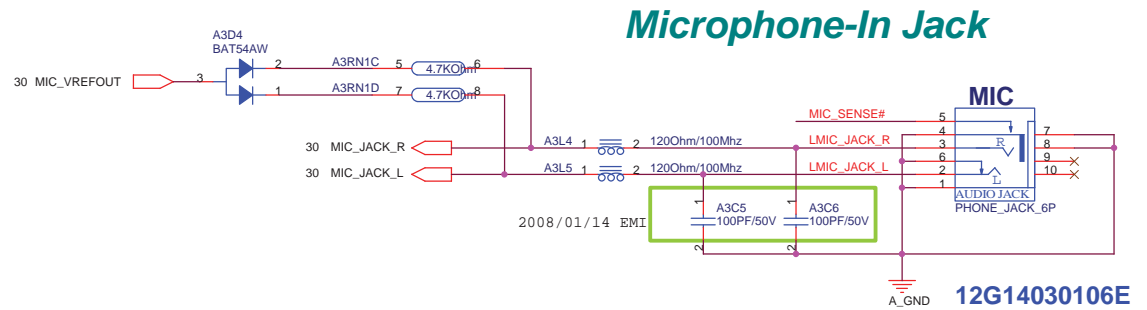 Microphone-In Jack
A3D4
BAT54AW
30 MIC_VREFOUT
3
2
A3RN1C
5
4.7KOhm
6
1
A3RN1D
7
4.7KOhm
8
MIC
MIC_SENSE#
5
4
7
30 MIC_JACK_R
A3L4
1
2
120Ohm/100Mhz
LMIC_JACK_R
3
R
8
6
9
30 MIC_JACK_L
A3L5
1
2
120Ohm/100Mhz
LMIC_JACK_L
2
L
10
1
AUDIO JACK
PHONE_JACK_6P
2008/01/14 EMI
1
A3C5
100PF/50V
2
1
A3C6
100PF/50V
2
A_GND
12G14030106E